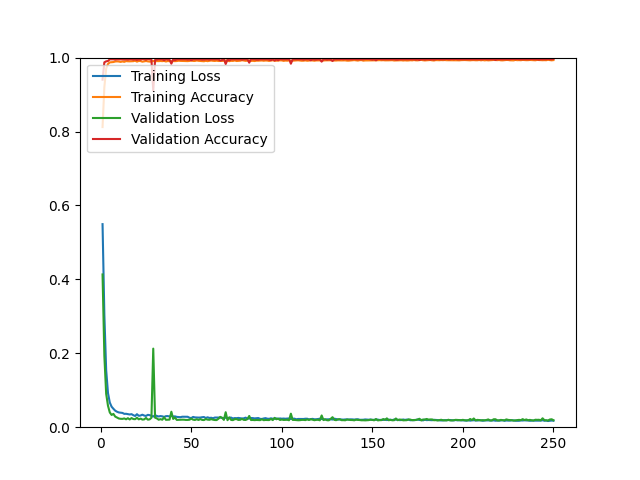 1.0
0.8
0.6
0.4
0.2
0.0
Training Loss
Training Accuracy
Validation Loss
Validation Accuracy
0 50 100 150 200 250